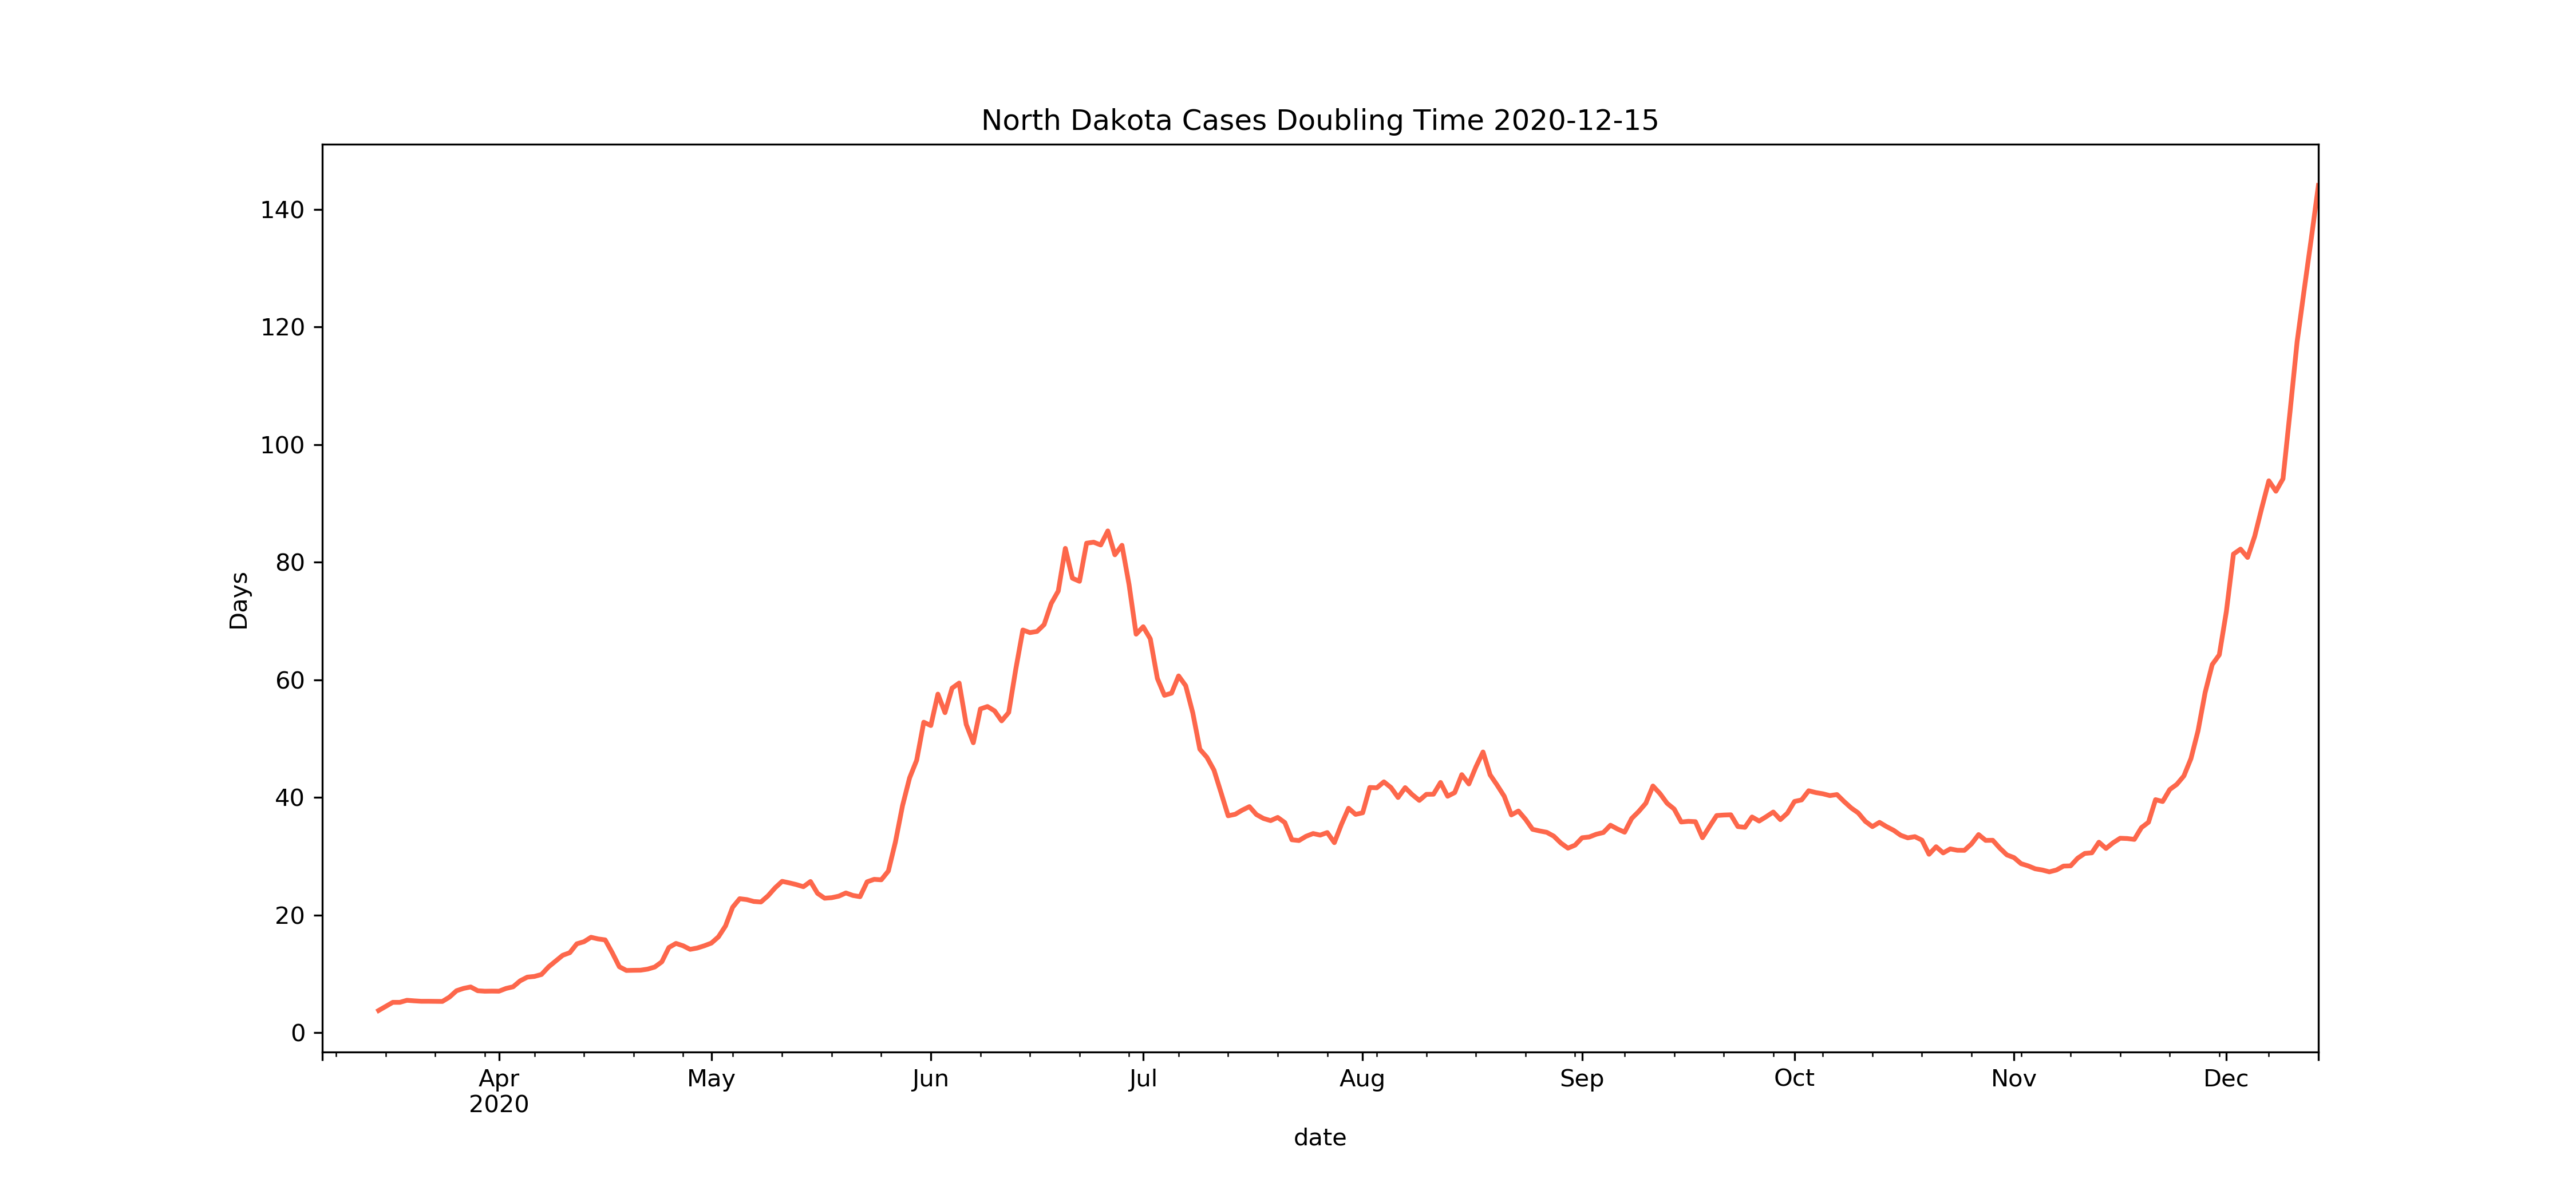 North Dakota Cases Doubling Time 2020-12-15
140
120
100
80
60
40
20
0
Days
Apr May Jun Jul Aug Sep Oct Nov Dec
2020
date